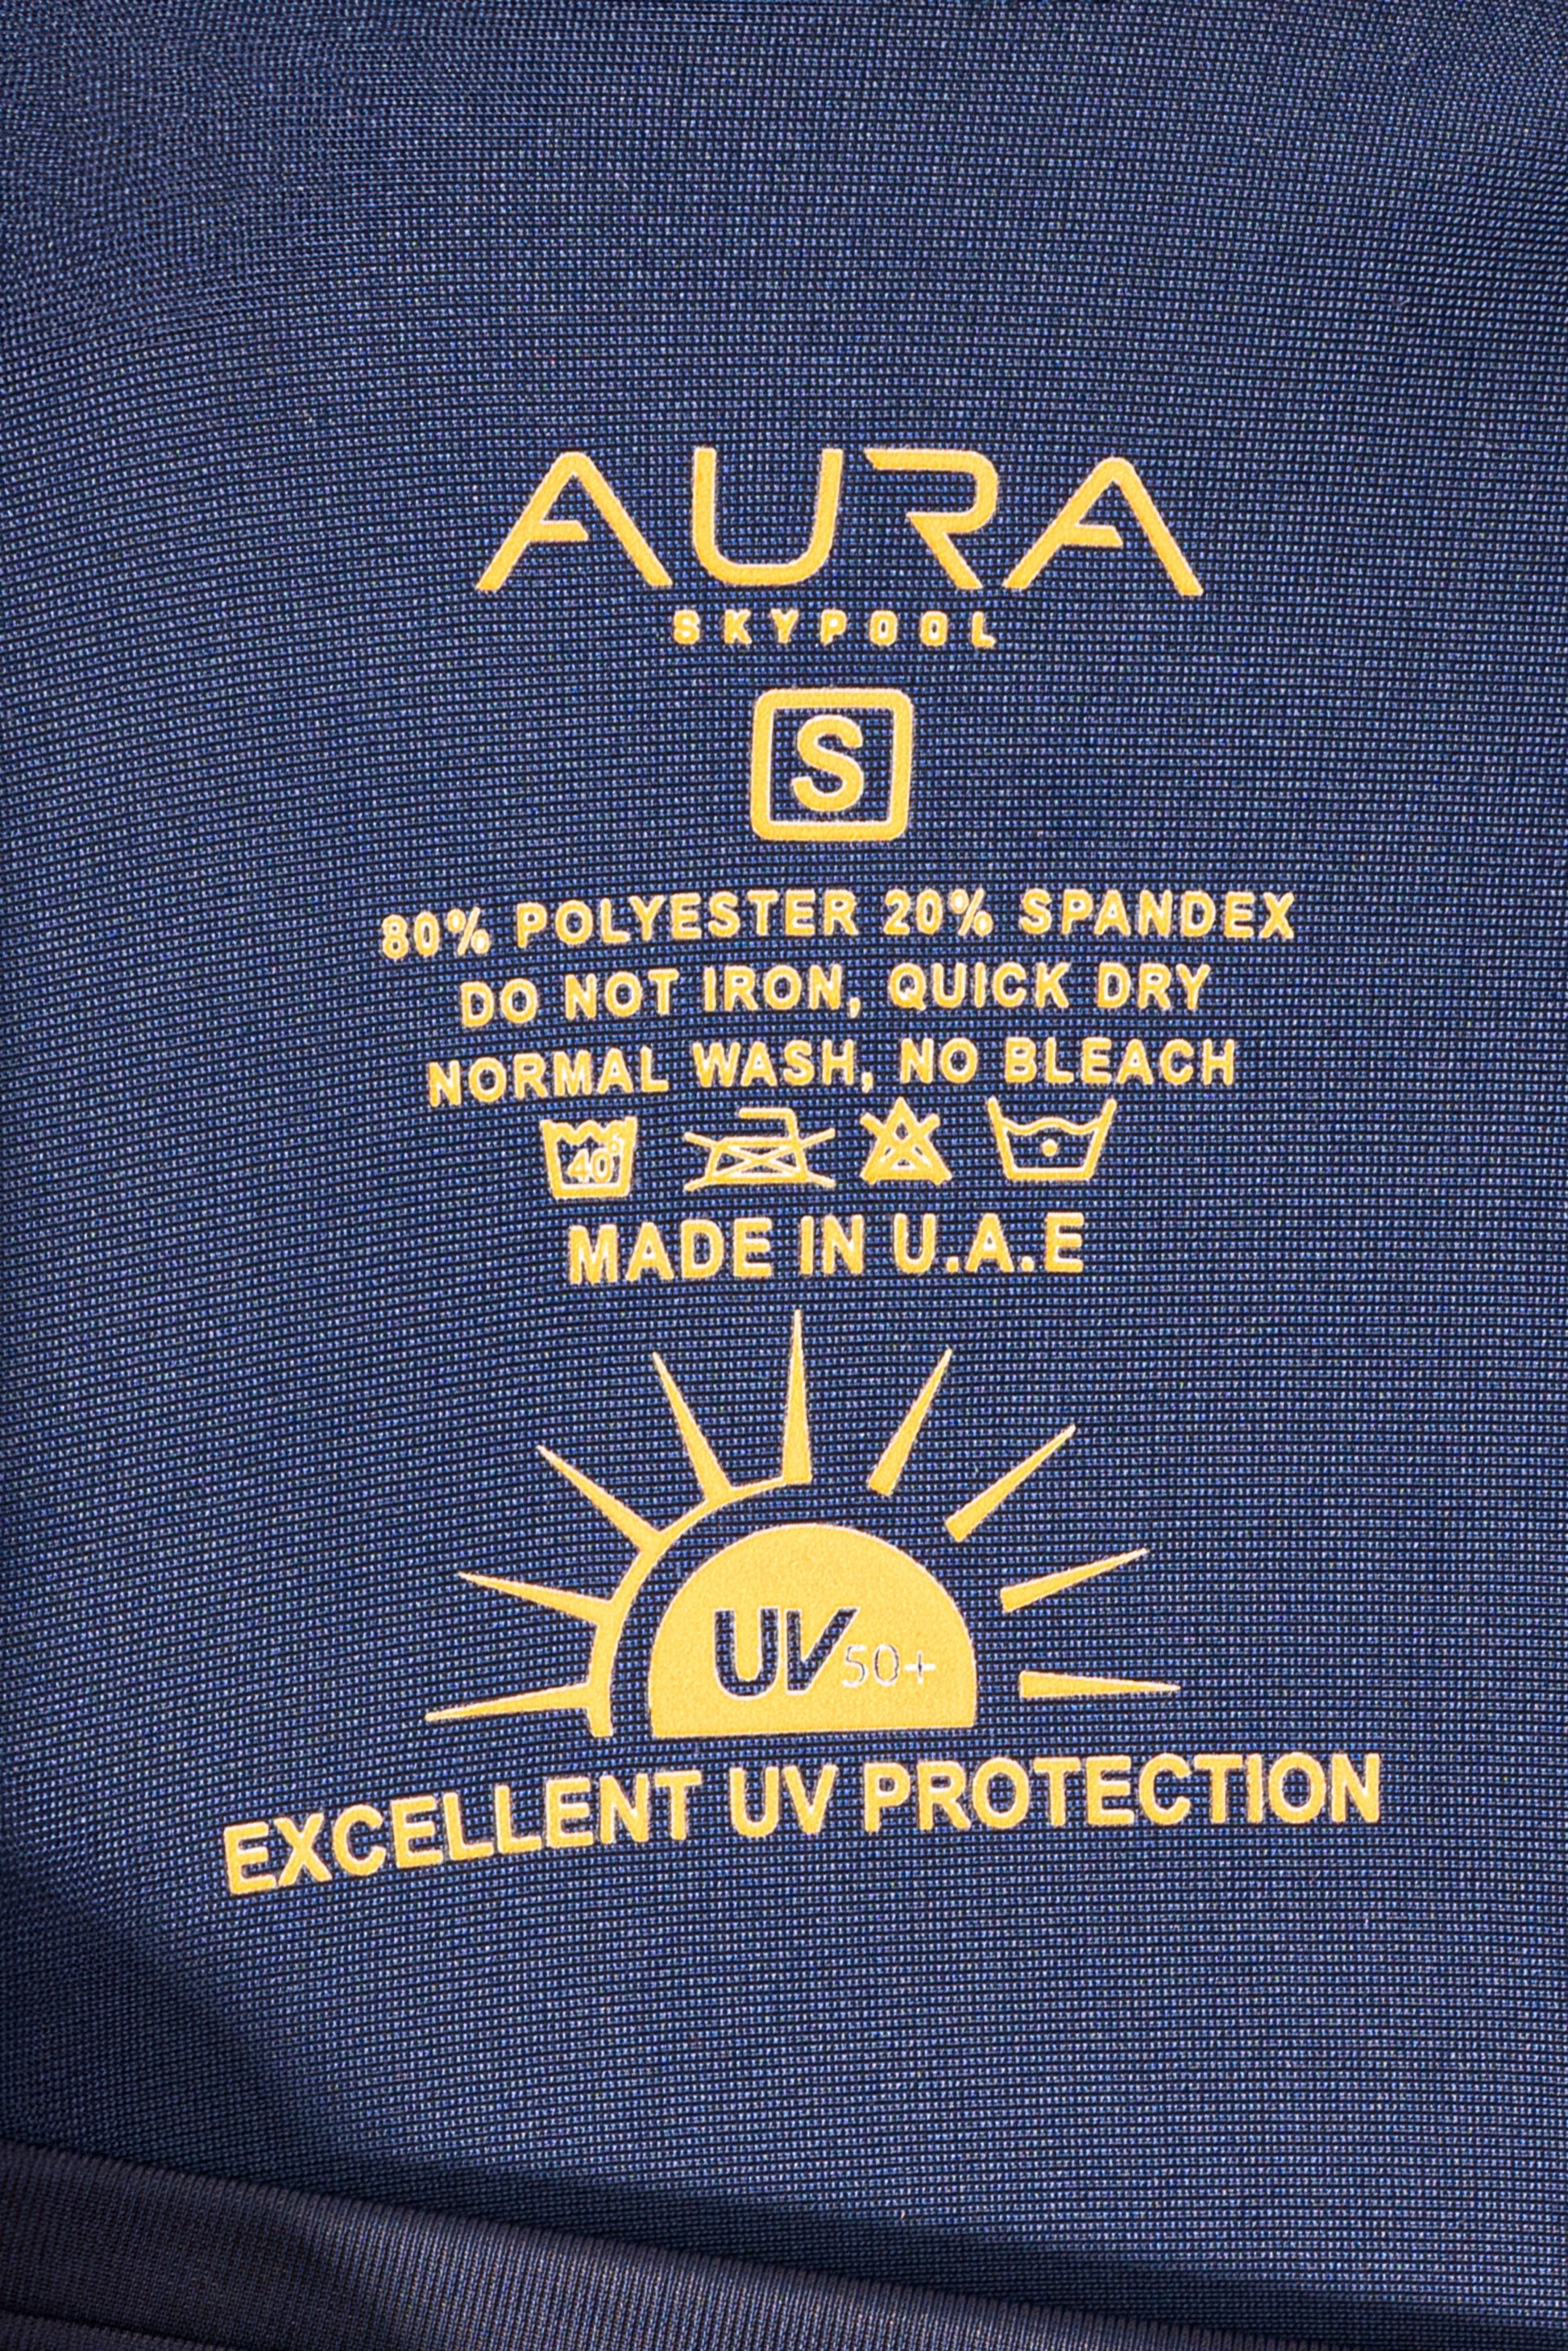 AURA
SKYPOOL
S
80% POLYESTER 20% SPANDEX
DO NOT IRON, QUICK DRY
NORMAL WASH, NO BLEACH
40°
MADE IN U.A.E
UV 50+
EXCELLENT UV PROTECTION